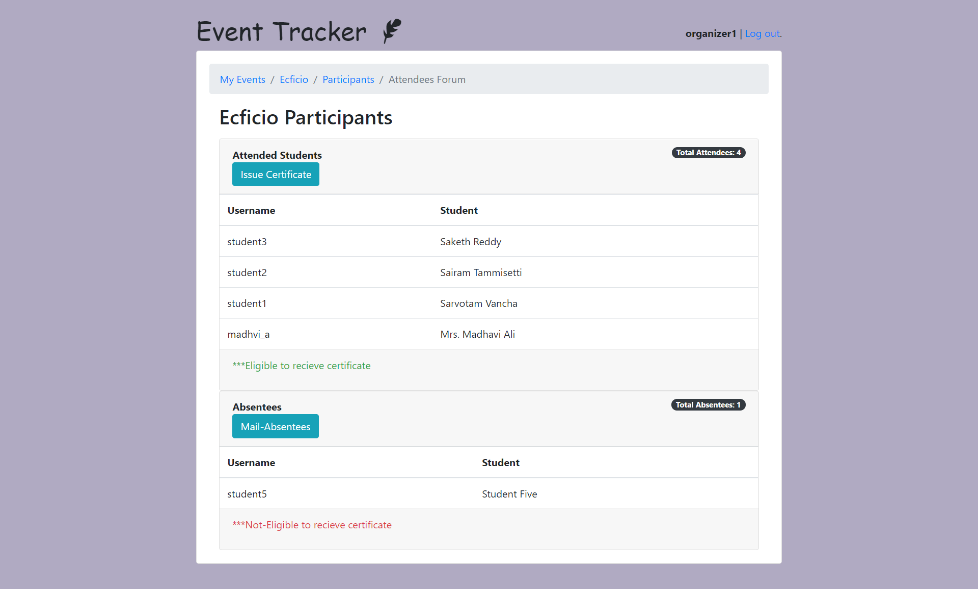 Event Tracker
organizer1 | Log out.
My Events / Ecficio / Participants / Attendees Forum
Ecficio Participants
Attended Students
Total Attendees: 4
Issue Certificate
Username Student
student3 Saketh Reddy
student2 Sairam Tammisetti
student1 Sarvotam Vancha
madhvi_a Mrs. Madhavi Ali
***Eligible to recieve certificate
Absentees
Total Absentees: 1
Mail-Absentees
Username Student
student5 Student Five
***Not-Eligible to recieve certificate